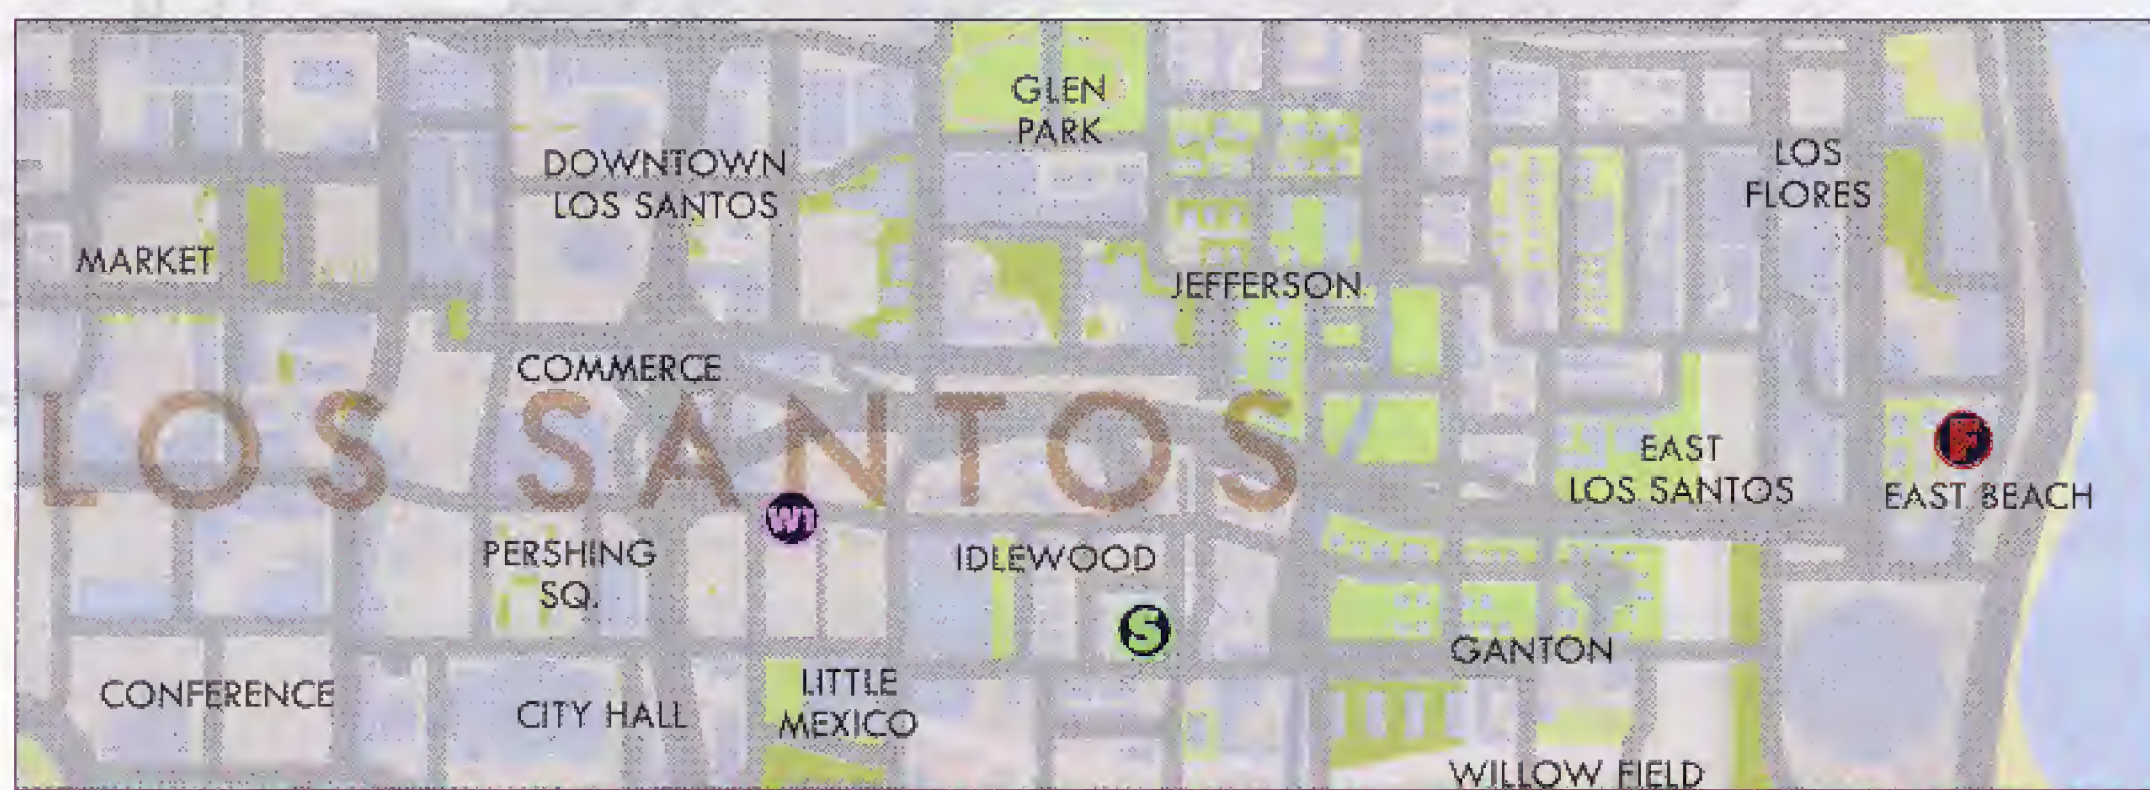 GLEN
PARK
DOWNTOWN
LOS SANTOS
LOS
FLORES
MARKET
JEFFERSON
COMMERCE
LOS SANTOS
EAST
LOS SANTOS
F
EAST BEACH
W1
PERSHING
SQ.
IDLEWOOD
S
GANTON
CONFERENCE
CITY HALL
LITTLE
MEXICO
WILLOW FIELD